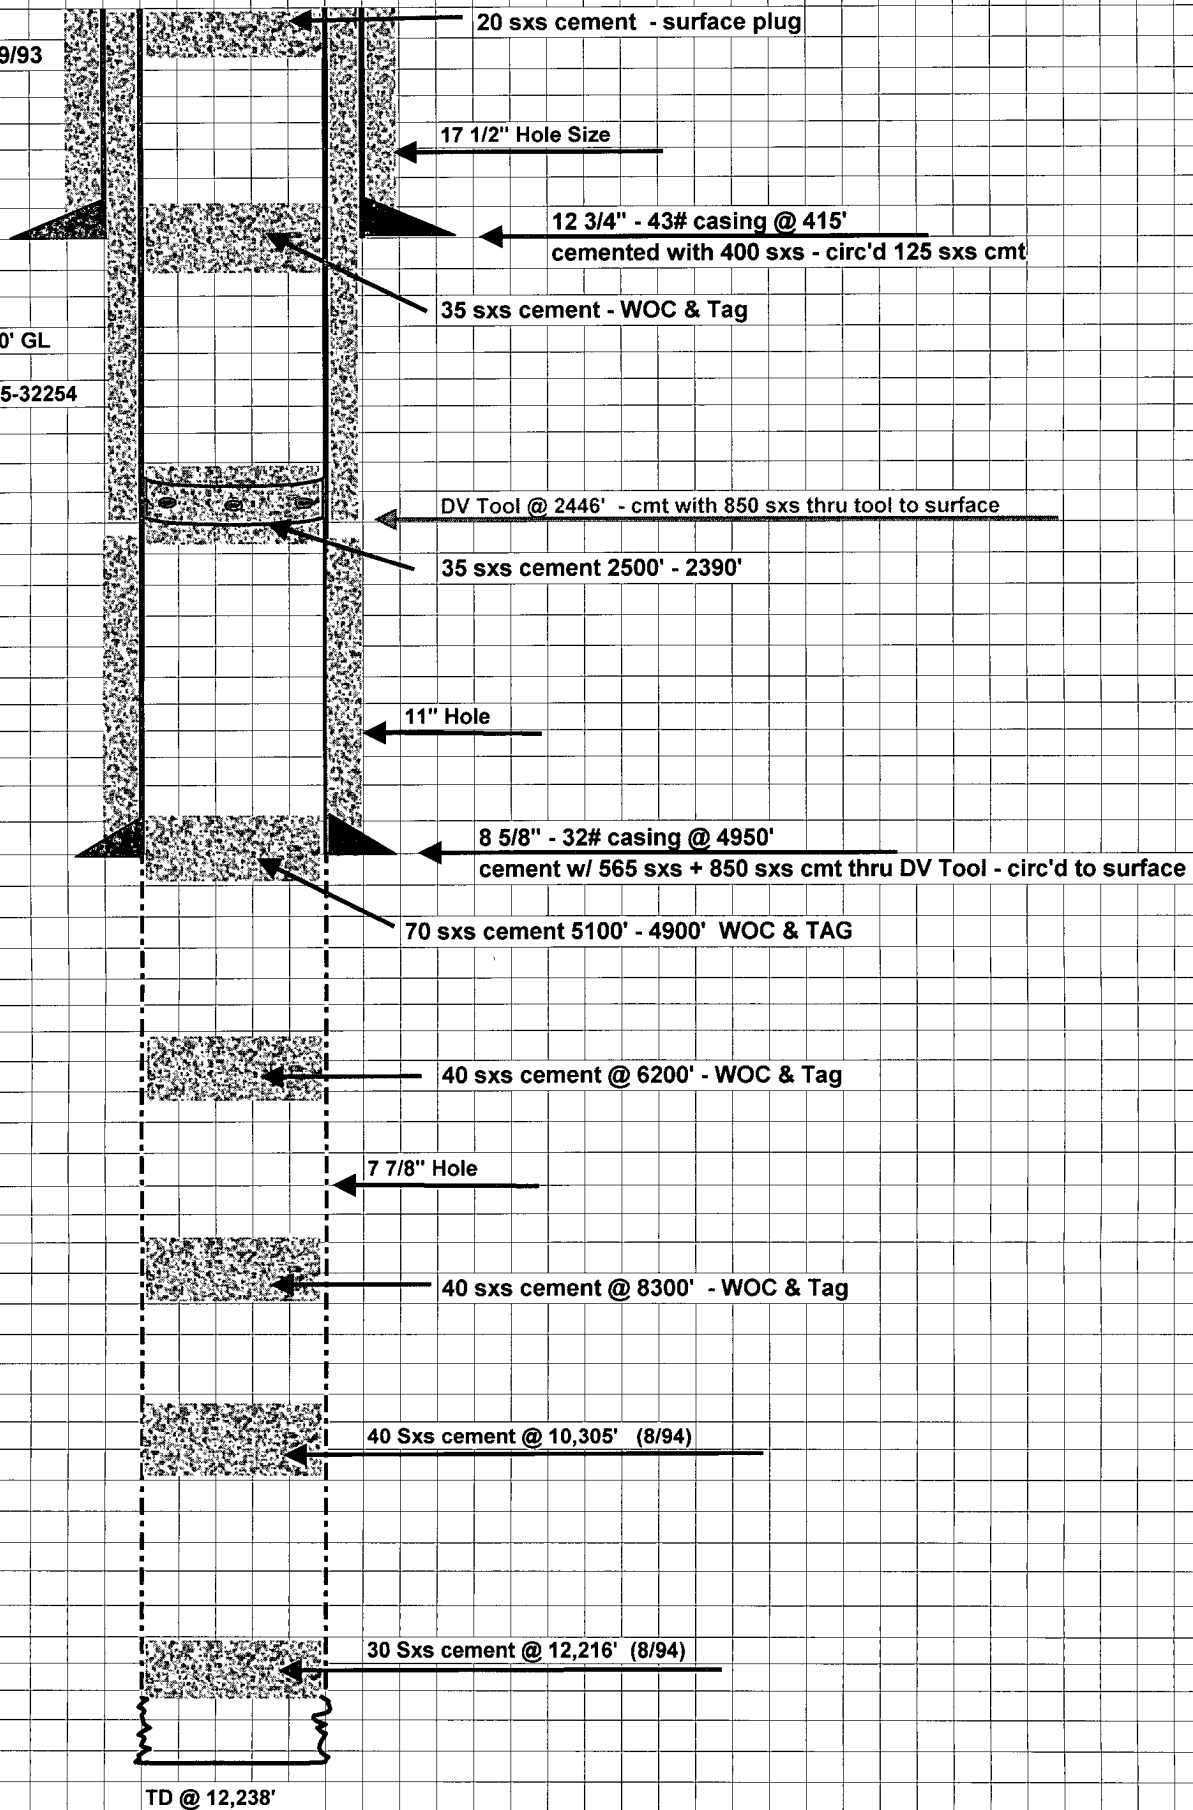 20 sxs cement - surface plug
9/93
17 1/2" Hole Size
12 3/4" - 43# casing @ 415'
cemented with 400 sxs - circ'd 125 sxs cmt
35 sxs cement - WOC & Tag
0' GL
5-32254
DV Tool @ 2446' - cmt with 850 sxs thru tool to surface
35 sxs cement 2500' - 2390'
11" Hole
8 5/8" - 32# casing @ 4950'
cement w/ 565 sxs + 850 sxs cmt thru DV Tool - circ'd to surface
70 sxs cement 5100' - 4900' WOC & TAG
40 sxs cement @ 6200' - WOC & Tag
7 7/8" Hole
40 sxs cement @ 8300' - WOC & Tag
40 Sxs cement @ 10,305' (8/94)
30 Sxs cement @ 12,216' (8/94)
TD @ 12,238'